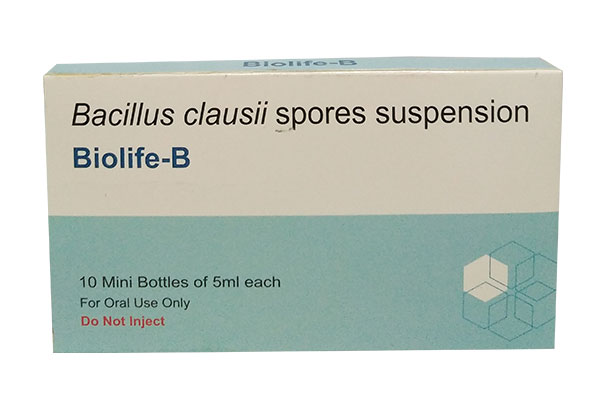 Biolife-B
Bacillus clausii spores suspension
Biolife-B
10 Mini Bottles of 5ml each
For Oral Use Only
Do Not Inject